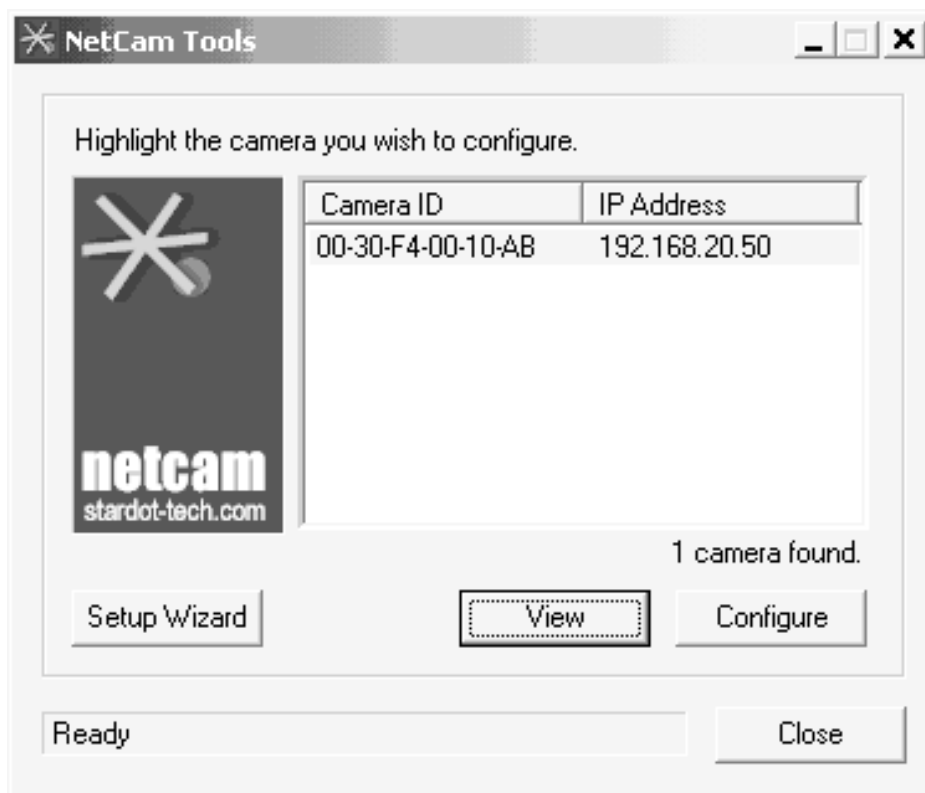 NetCam Tools
Highlight the camera you wish to configure.
Camera ID IP Address
00-30-F4-00-10-AB 192.168.20.50
netcam
stardot-tech.com
1 camera found.
Setup Wizard View Configure
Ready Close